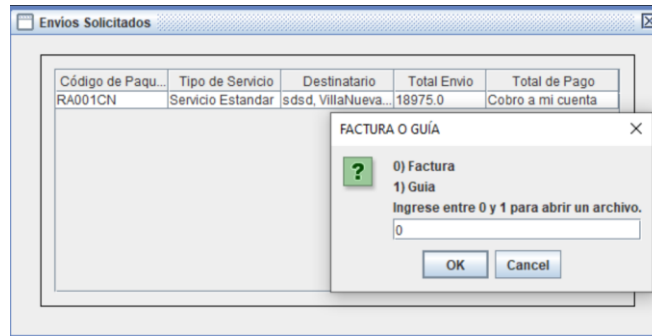 Envíos Solicitados
Código de Paqu... Tipo de Servicio Destinatario Total Envio Total de Pago
RA001CN Servicio Estandar sdsd, VillaNueva... 18975.0 Cobro a mi cuenta
FACTURA O GUÍA
0) Factura
1) Guia
Ingrese entre 0 y 1 para abrir un archivo.
0
OK Cancel